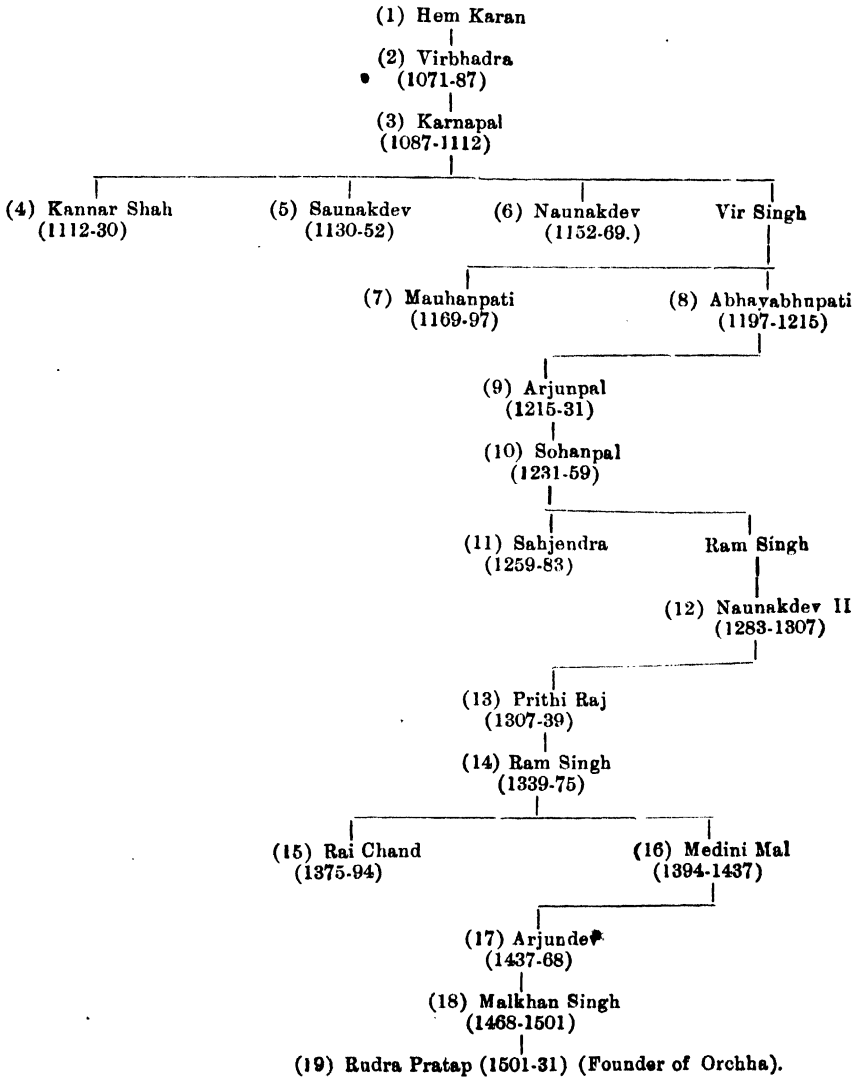 (1) Hem Karan
(2) Virbhadra
(1071-87)
(3) Karnapal
(1087-1112)
(4) Kannar Shah (5) Saunakdev (6) Naunakdev Vir Singh
(1112-30) (1130-52) (1152-69.)
(7) Mauhanpati (8) Abhayabhupati
(1169-97) (1197-1215)
(9) Arjunpal
(1215-31)
(10) Sohanpal
(1231-59)
(11) Sahjendra Ram Singh
(1259-83)
(12) Naunakdev II
(1283-1307)
(13) Prithi Raj
(1307-39)
(14) Ram Singh
(1339-75)
(15) Rai Chand (16) Medini Mal
(1375-94) (1394-1437)
(17) Arjundev
(1437-68)
(18) Malkhan Singh
(1468-1501)
(19) Rudra Pratap (1501-31) (Founder of Orchha).